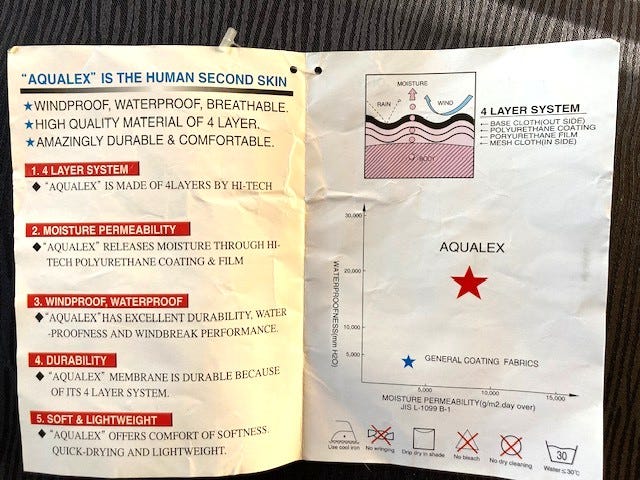 "AQUALEX" IS THE HUMAN SECOND SKIN
★WINDPROOF, WATERPROOF, BREATHABLE.
★HIGH QUALITY MATERIAL OF 4 LAYER.
★AMAZINGLY DURABLE & COMFORTABLE.
1. 4 LAYER SYSTEM
◆ "AQUALEX" IS MADE OF 4LAYERS BY HI-TECH
2. MOISTURE PERMEABILITY
◆ "AQUALEX" RELEASES MOISTURE THROUGH HI-
TECH POLYURETHANE COATING & FILM
3. WINDPROOF, WATERPROOF
◆ "AQUALEX"HAS EXCELLENT DURABILITY, WATER
-PROOFNESS AND WINDBREAK PERFORMANCE.
4. DURABILITY
◆ "AQUALEX" MEMBRANE IS DURABLE BECAUSE
OF ITS 4 LAYER SYSTEM.
5. SOFT & LIGHTWEIGHT
◆ "AQUALEX" OFFERS COMFORT OF SOFTNESS.
QUICK-DRYING AND LIGHTWEIGHT.
MOISTURE
RAIN
WIND
BODY
4 LAYER SYSTEM
← BASE CLOTH(OUT SIDE)
← POLYURETHANE COATING
← PORYURETHANE FILM
← MESH CLOTH(IN SIDE)
30,000
20,000
10,000
5,000
WATERPROOFNESS(mm H2O)
AQUALEX
GENERAL COATING FABRICS
5,000
10,000
15,000
MOISTURE PERMEABILITY(g/m2.day over)
JIS L-1099 B-1
Use cool iron
No wringing
Drip dry in shade
No bleach
No dry cleaning
30
Water ≤ 30℃